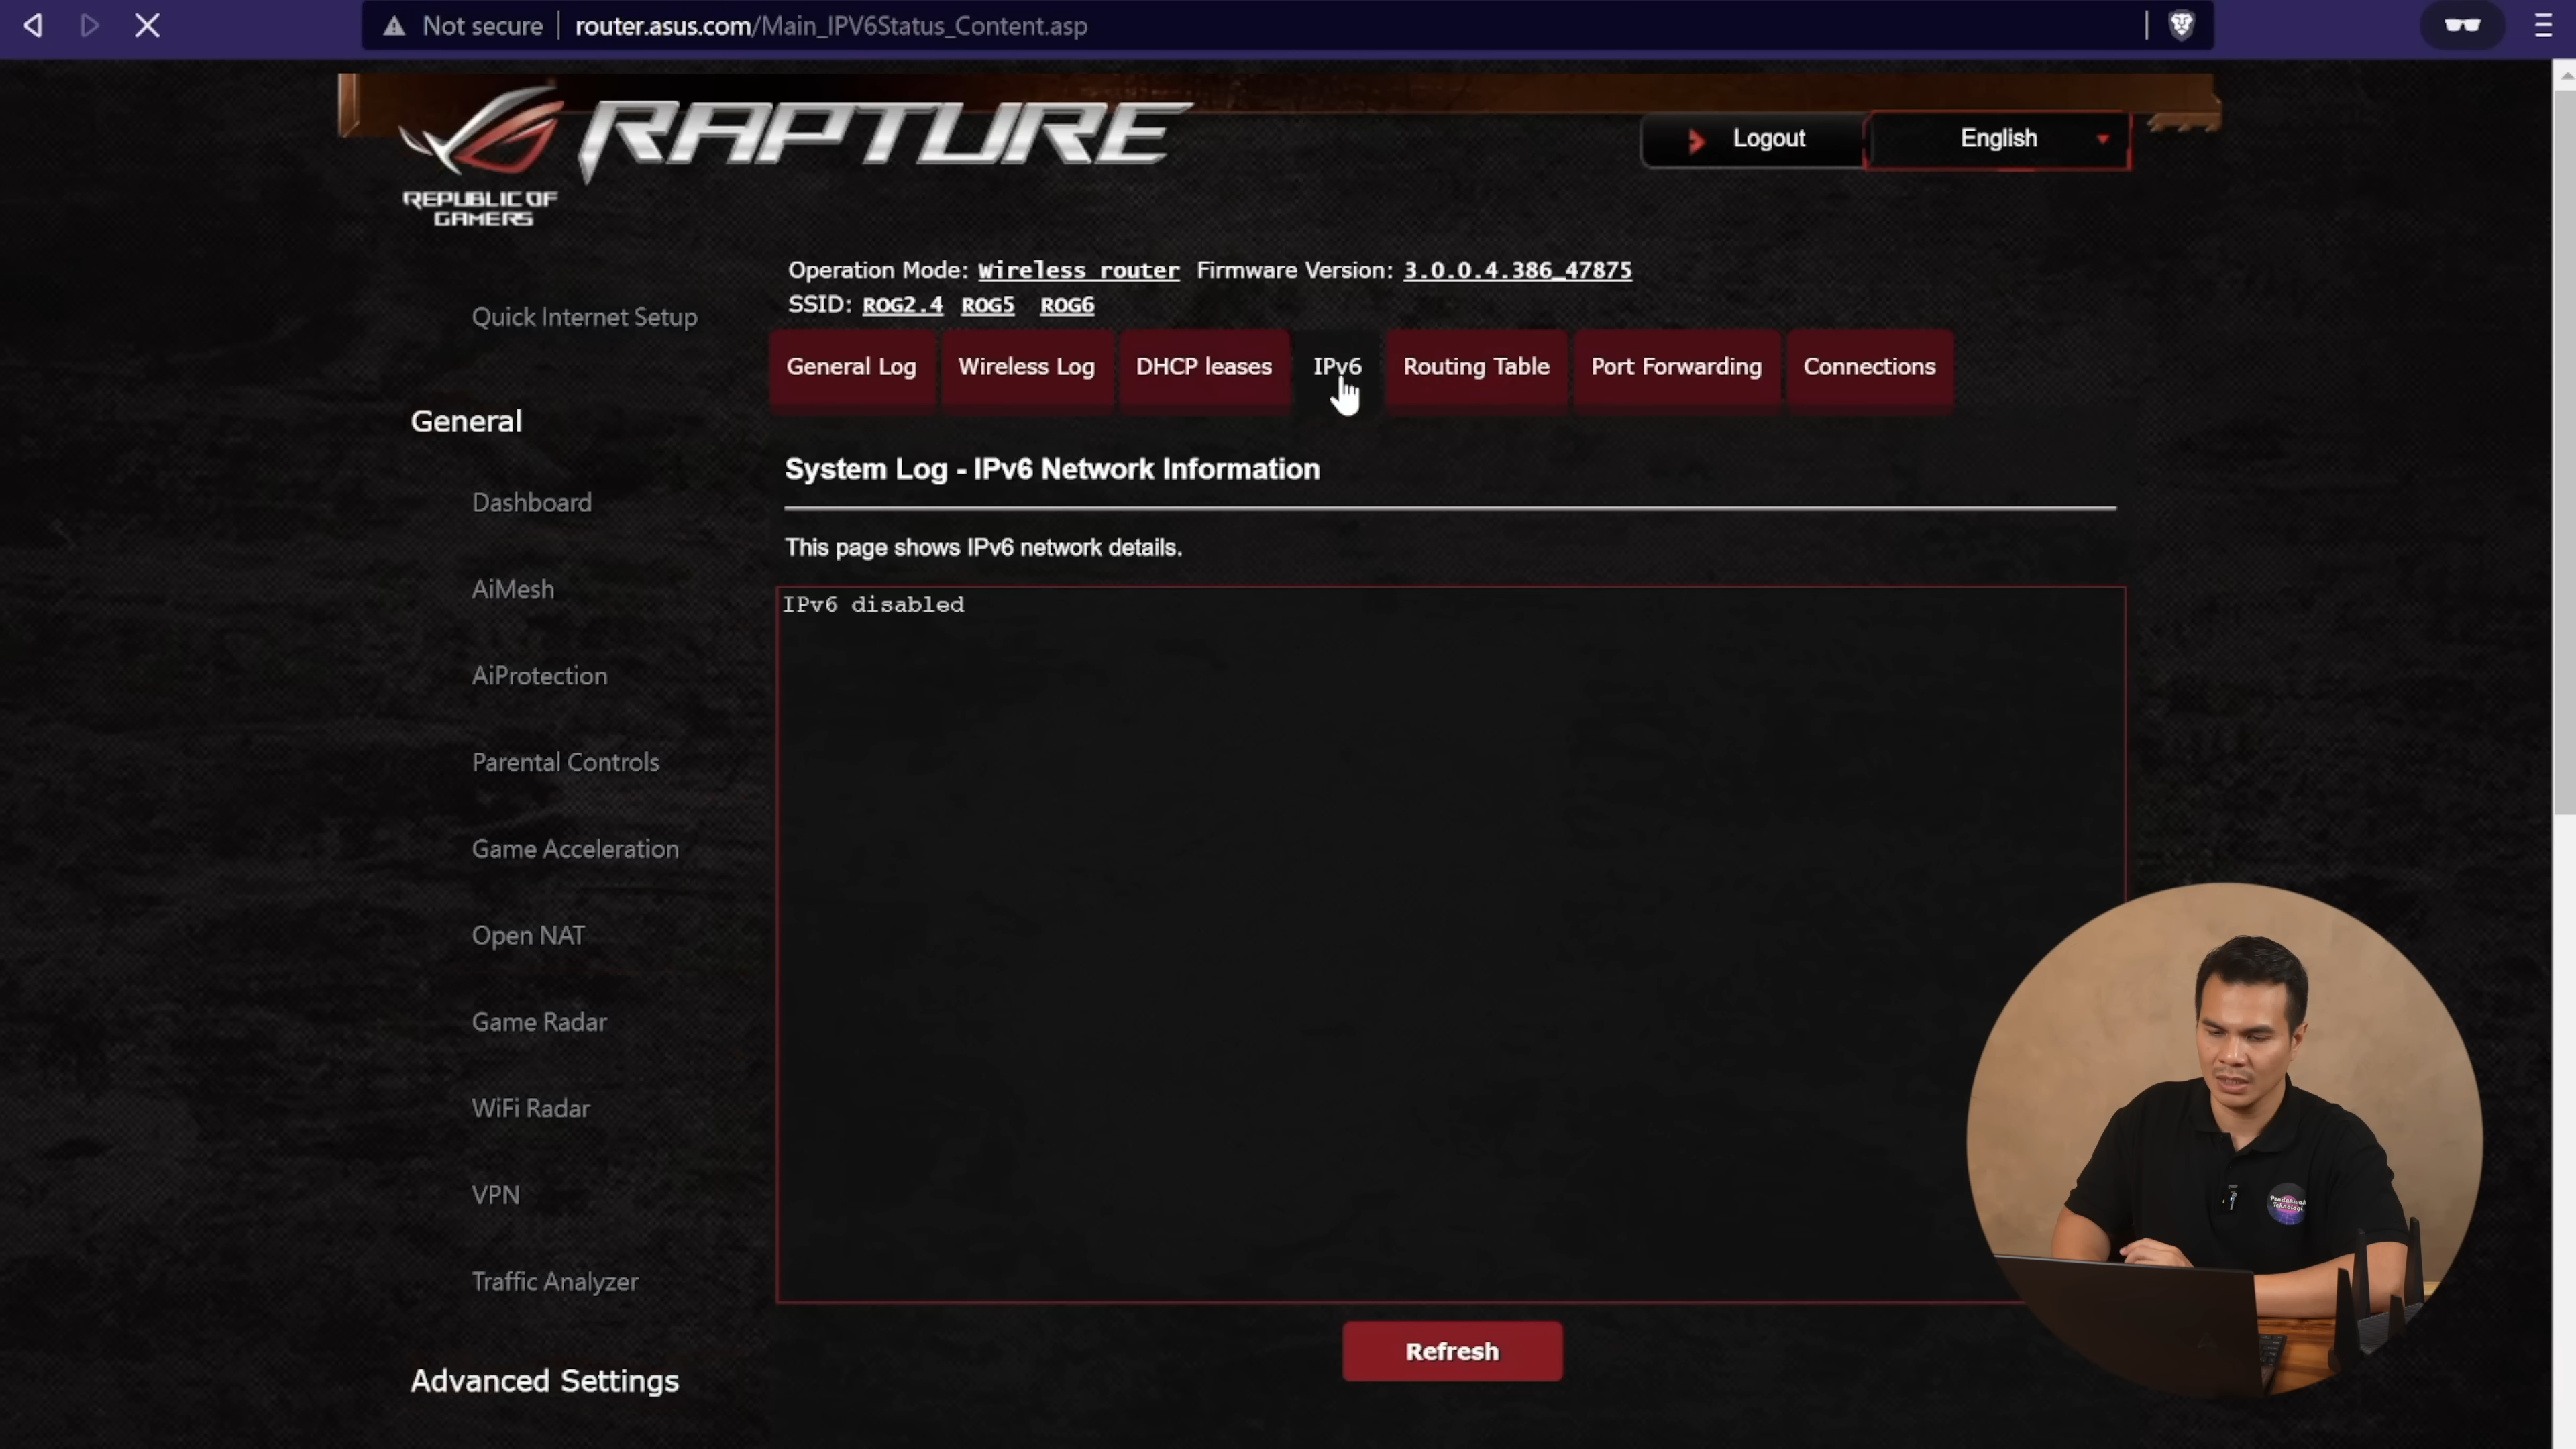 Not secure router.asus.com/Main_IPV6Status_Content.asp
RAPTURE
REPUBLIC OF
GAMERS
Logout
English
Operation Mode: Wireless router Firmware Version: 3.0.0.4.386_47875
SSID: ROG2.4 ROG5 ROG6
Quick Internet Setup
General Log
Wireless Log
DHCP leases
IPv6
Routing Table
Port Forwarding
Connections
General
Dashboard
AiMesh
AiProtection
Parental Controls
Game Acceleration
Open NAT
Game Radar
WiFi Radar
VPN
Traffic Analyzer
Advanced Settings
System Log - IPv6 Network Information
This page shows IPv6 network details.
IPv6 disabled
Refresh
Teknologi